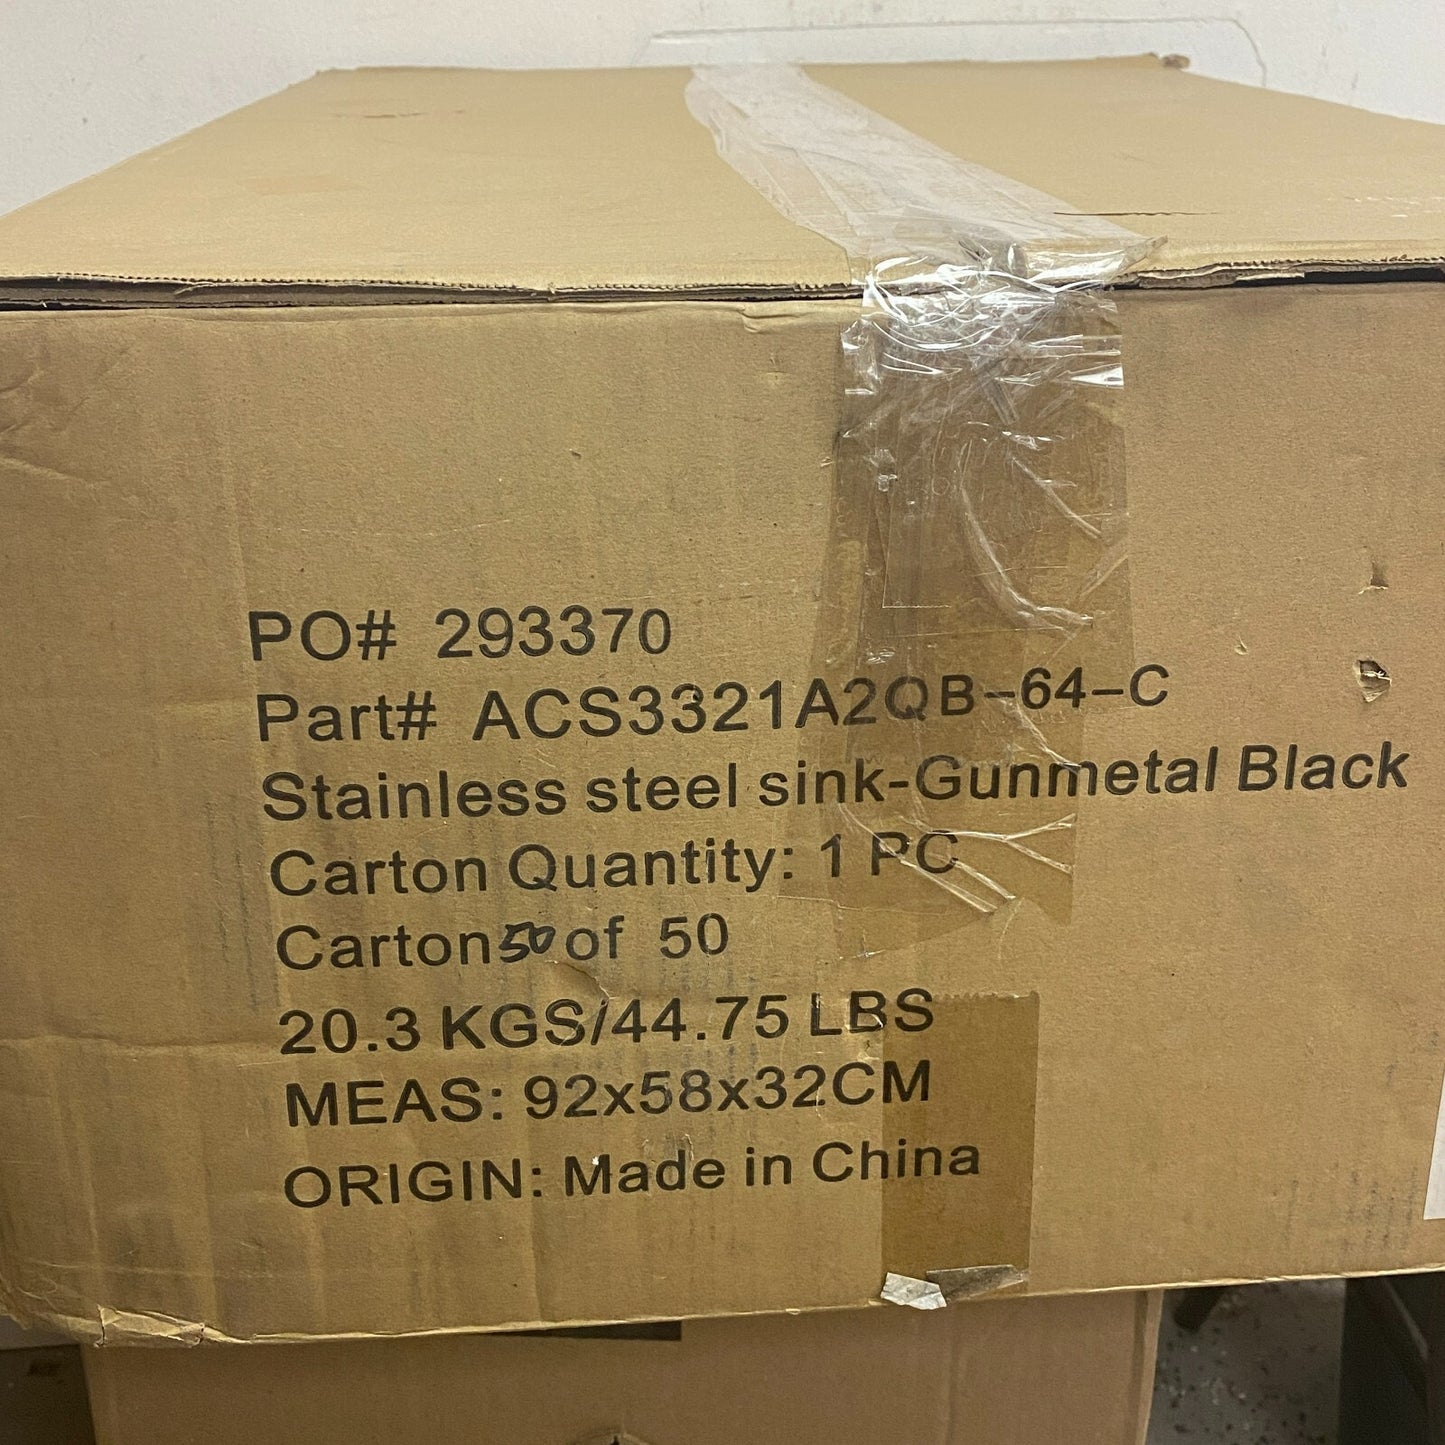 PO# 293370
Part# ACS3321A2QB-64-C
Stainless steel sink-Gunmetal Black
Carton Quantity: 1 PC
Carton 50 of 50
20.3 KGS/44.75 LBS
MEAS: 92x58x32CM
ORIGIN: Made in China